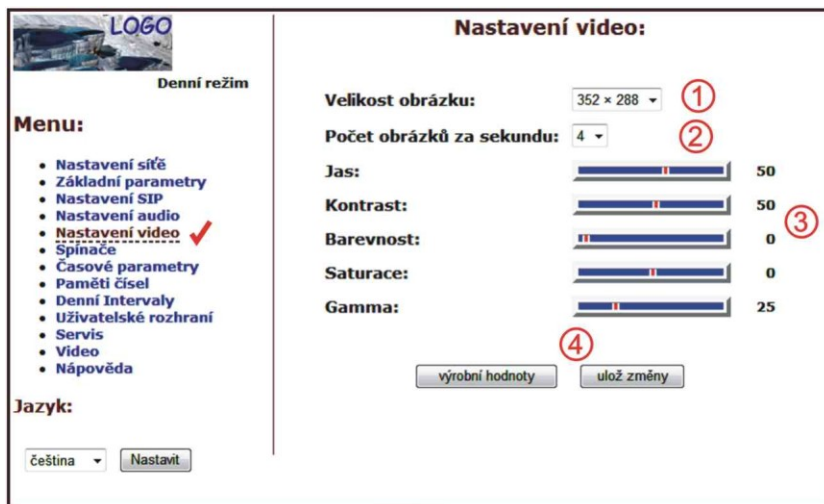 LOGO
Denní režim
Menu:
Nastavení síťě
Základní parametry
Nastavení SIP
Nastavení audio
Nastavení video
Spínače
Časové parametry
Paměti čísel
Denní Intervaly
Uživatelské rozhraní
Servis
Video
Nápověda
Jazyk:
čeština Nastavit
Nastavení video:
Velikost obrázku: 352 × 288 1
Počet obrázků za sekundu: 4 2
Jas: 50
Kontrast: 50
3
Barevnost: 0
Saturace: 0
Gamma: 25
4
výrobní hodnoty ulož změny